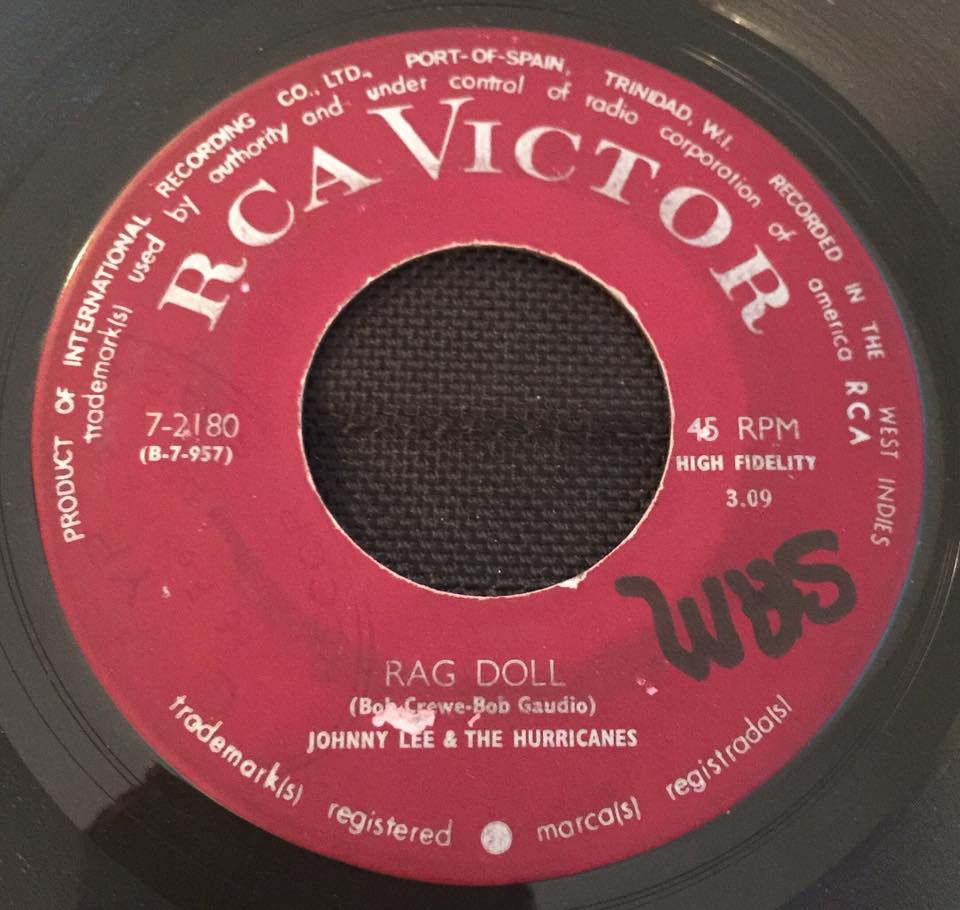 PRODUCT OF INTERNATIONAL RECORDING CO., LTD., PORT-OF-SPAIN, TRINIDAD, W.I. RECORDED IN THE WEST INDIES
trademark(s) used by authority and under control of radio corporation of america RCA
RCA VICTOR
7-2180
(B-7-957)
45 RPM
HIGH FIDELITY
3.09
RAG DOLL
(Bob Crewe-Bob Gaudio)
JOHNNY LEE & THE HURRICANES
trademark(s) registered marca(s) registrada(s)